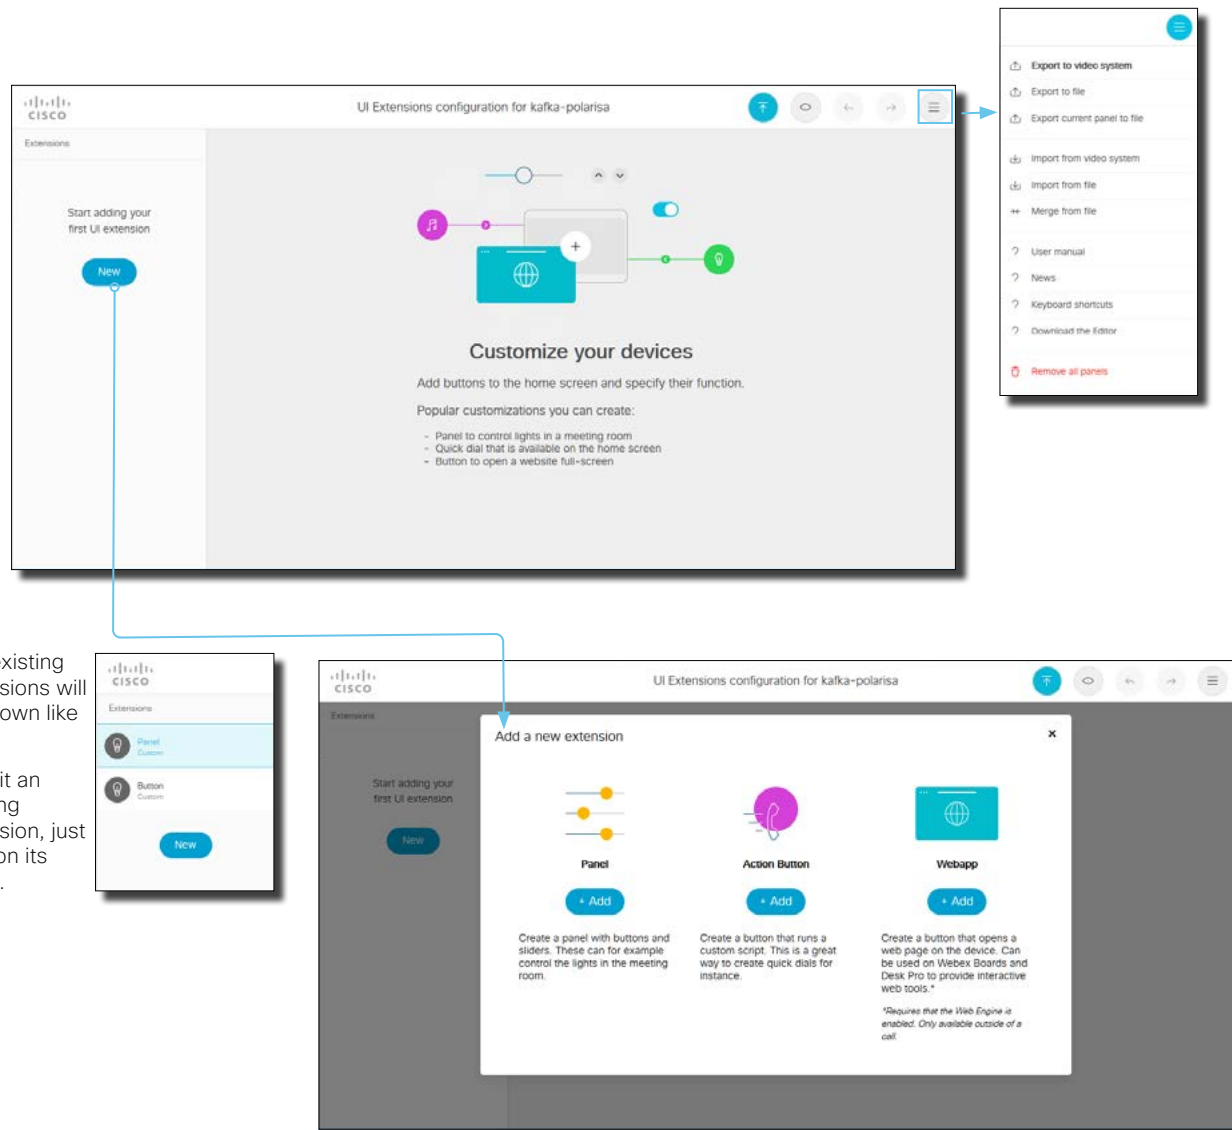 Export to video system
Export to file
Export current panel to file
Import from video system
Import from file
Merge from file
User manual
News
Keyboard shortcuts
Download the Editor
Remove all panels
CISCO
UI Extensions configuration for kafka-polarisa
Extensions
Start adding your
first UI extension
New
Customize your devices
Add buttons to the home screen and specify their function.
Popular customizations you can create:
- Panel to control lights in a meeting room
- Quick dial that is available on the home screen
- Button to open a website full-screen
existing
sions will
own like
it an
ng
sion, just
on its
.
CISCO
Extensions
Panel
Custom
Button
Custom
New
CISCO
UI Extensions configuration for kafka-polarisa
Extensions
Start adding your
first UI extension
New
Add a new extension
×
Panel
+ Add
Create a panel with buttons and
sliders. These can for example
control the lights in the meeting
room.
Action Button
+ Add
Create a button that runs a
custom script. This is a great
way to create quick dials for
instance.
Webapp
+ Add
Create a button that opens a
web page on the device. Can
be used on Webex Boards and
Desk Pro to provide interactive
web tools.*
*Requires that the Web Engine is
enabled. Only available outside of a
call.